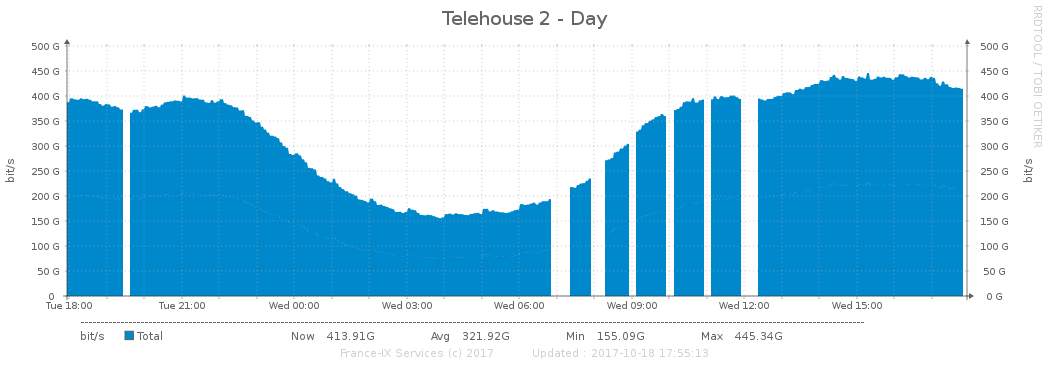 Telehouse 2 - Day
RRDTOOL / TOBI OETIKER
bit/s
bit/s
500 G 500 G
450 G 450 G
400 G 400 G
350 G 350 G
300 G 300 G
250 G 250 G
200 G 200 G
150 G 150 G
100 G 100 G
50 G 50 G
0 0 G
Tue 18:00 Tue 21:00 Wed 00:00 Wed 03:00 Wed 06:00 Wed 09:00 Wed 12:00 Wed 15:00
bit/s Total Now 413.91G Avg 321.92G Min 155.09G Max 445.34G
France-IX Services (c) 2017 Updated : 2017-10-18 17:55:13